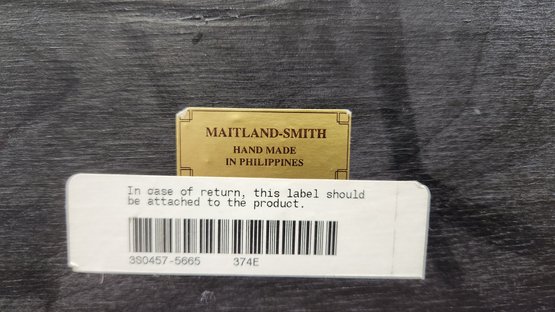 MAITLAND-SMITH
HAND MADE
IN PHILIPPINES
In case of return, this label should
be attached to the product.
3S0457-5665 374E